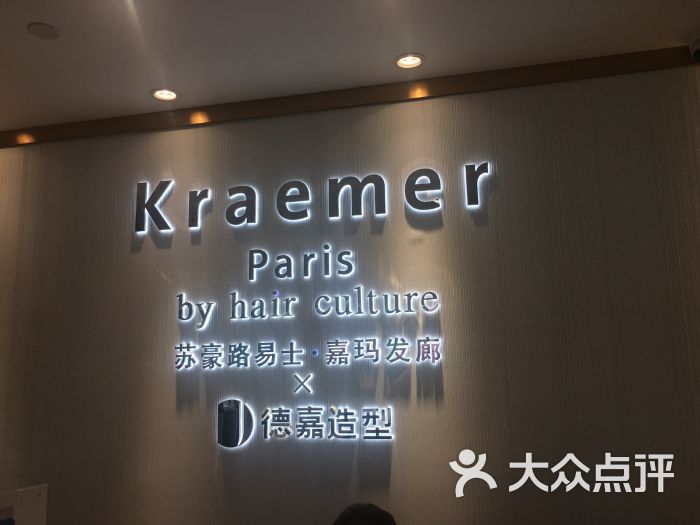 Kraemer
Paris
by hair culture
苏豪路易士·嘉玛发廊
×
德嘉造型
大众点评